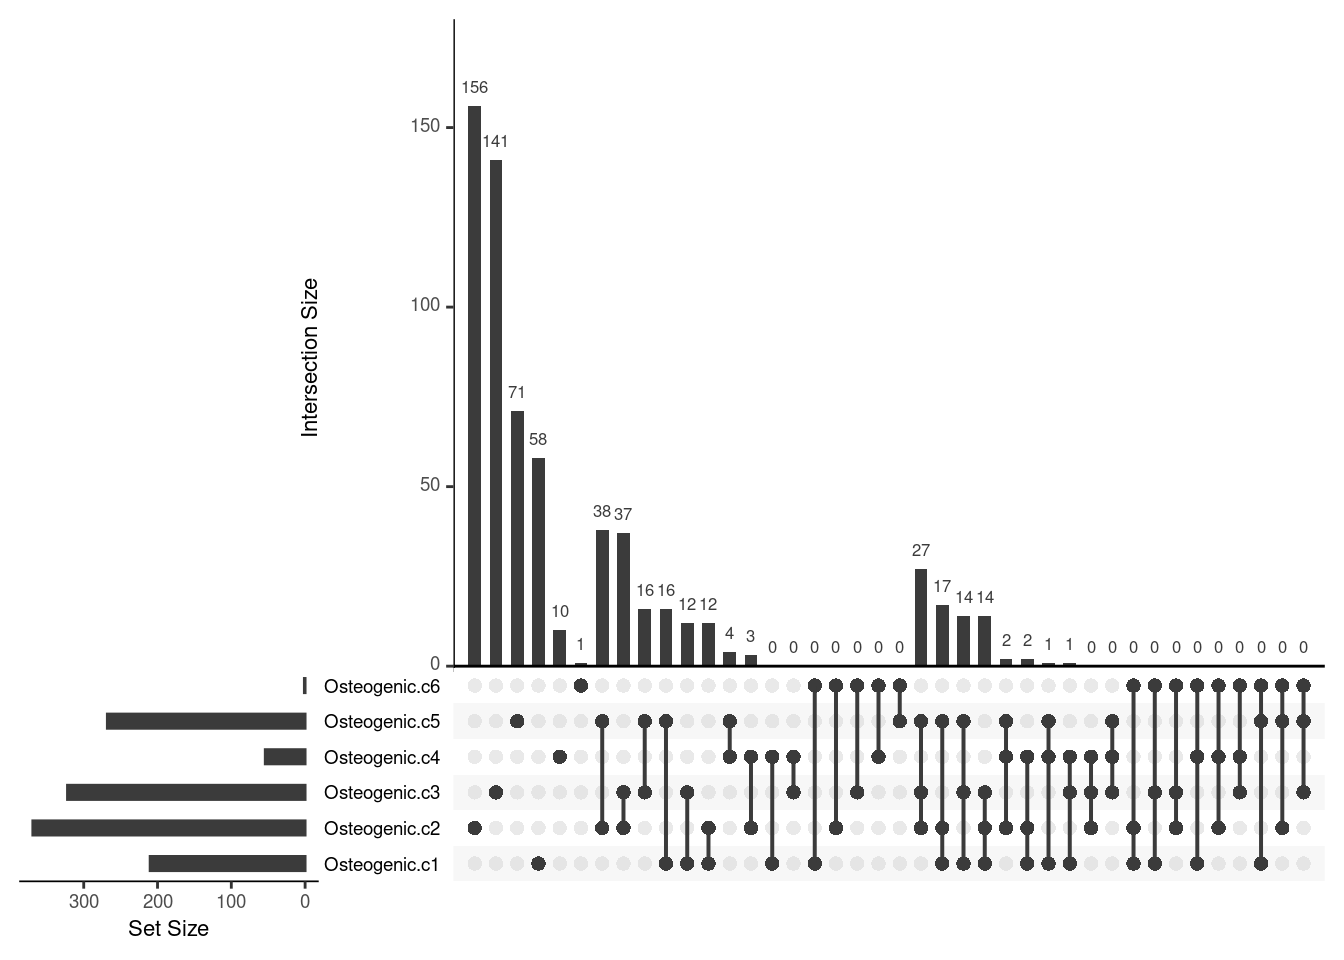 156
150
141
100
Intersection Size
71
58
50
38 37
27
16 16
17
12 12
14 14
10
4
3
1
0 0 0 0 0 0 0
2 2 1 1 0 0 0 0 0 0 0 0 0 0 0
0
Osteogenic.c6
Osteogenic.c5
Osteogenic.c4
Osteogenic.c3
Osteogenic.c2
Osteogenic.c1
300 200 100 0
Set Size